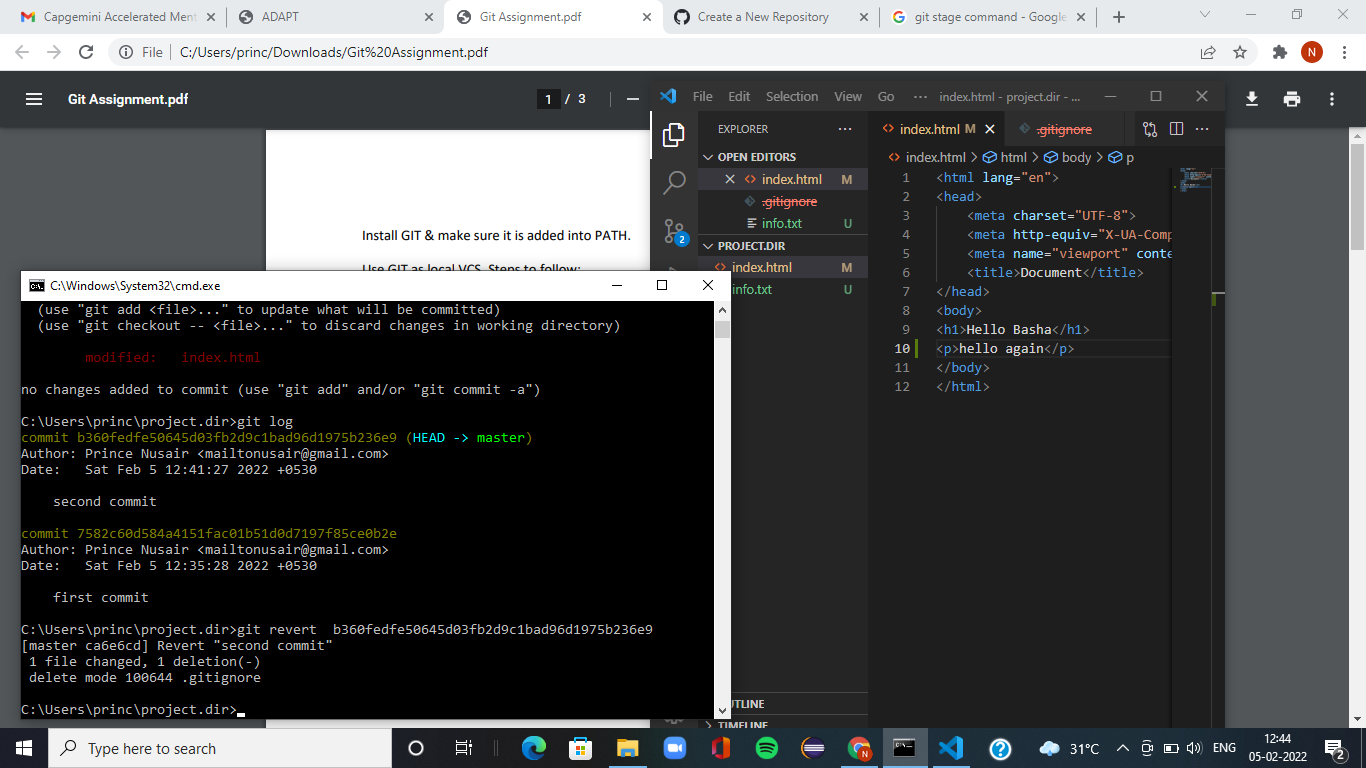 Capgemini Accelerated Ment
ADAPT
Git Assignment.pdf
Create a New Repository
git stage command - Google
File
C:/Users/princ/Downloads/Git%20Assignment.pdf
N
Git Assignment.pdf
1 / 3
Install GIT & make sure it is added into PATH.
Use GIT as local VCS. Steps to follow:
File Edit Selection View Go ··· index.html - project.dir - ...
EXPLORER
index.html M
.gitignore
OPEN EDITORS
index.html M
.gitignore
info.txt U
PROJECT.DIR
index.html M
info.txt U
2
index.html > html > body > p
1 <html lang="en">
2 <head>
3 <meta charset="UTF-8">
4 <meta http-equiv="X-UA-Comp
5 <meta name="viewport" conte
6 <title>Document</title>
7 </head>
8 <body>
9 <h1>Hello Basha</h1>
10 <p>hello again</p>
11 </body>
12 </html>
OUTLINE
TIMELINE
C:\Windows\System32\cmd.exe
(use "git add <file>..." to update what will be committed)
(use "git checkout -- <file>..." to discard changes in working directory)
modified: index.html
no changes added to commit (use "git add" and/or "git commit -a")
C:\Users\princ\project.dir>git log
commit b360fedfe50645d03fb2d9c1bad96d1975b236e9 (HEAD -> master)
Author: Prince Nusair <mailtonusair@gmail.com>
Date: Sat Feb 5 12:41:27 2022 +0530
second commit
commit 7582c60d584a4151fac01b51d0d7197f85ce0b2e
Author: Prince Nusair <mailtonusair@gmail.com>
Date: Sat Feb 5 12:35:28 2022 +0530
first commit
C:\Users\princ\project.dir>git revert b360fedfe50645d03fb2d9c1bad96d1975b236e9
[master ca6e6cd] Revert "second commit"
1 file changed, 1 deletion(-)
delete mode 100644 .gitignore
C:\Users\princ\project.dir>
Type here to search
31°C
ENG
12:44
05-02-2022
2